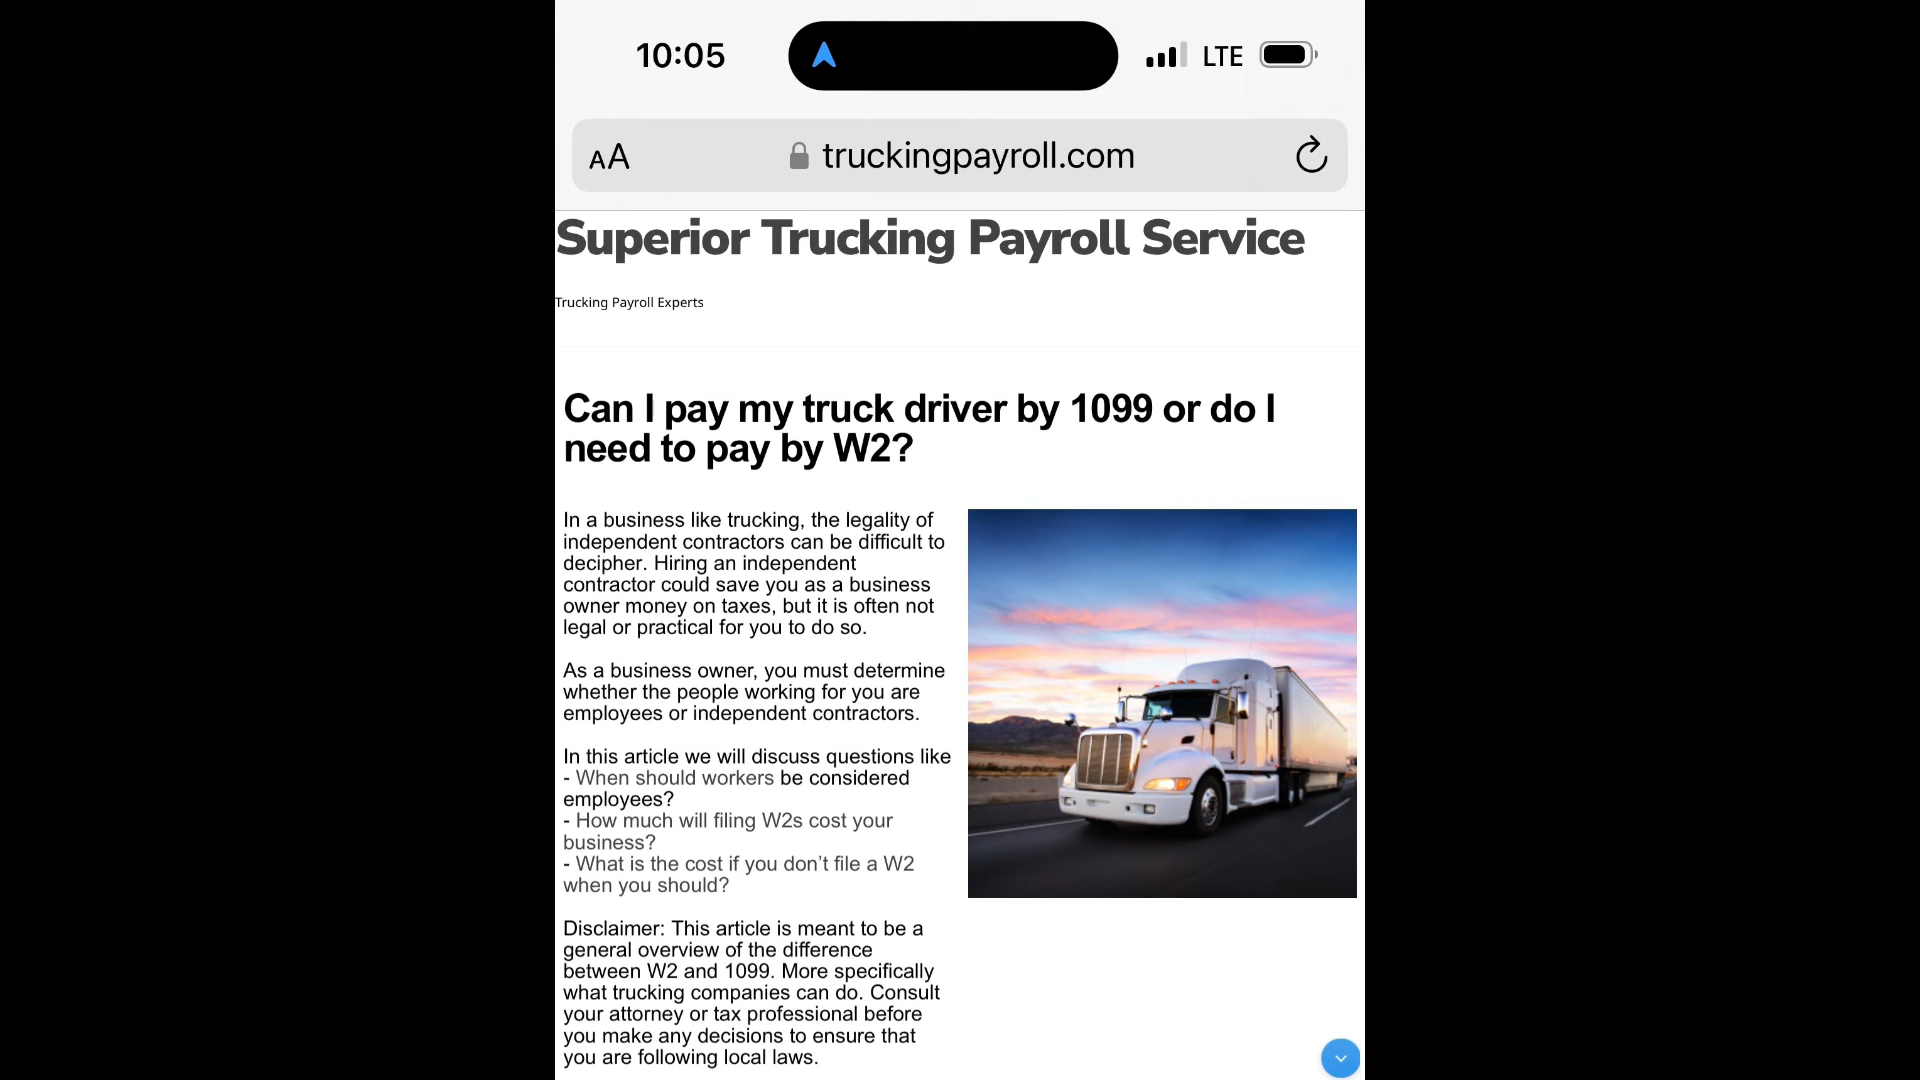 10:05
LTE
AA
truckingpayroll.com
Superior Trucking Payroll Service
Trucking Payroll Experts
Can I pay my truck driver by 1099 or do I
need to pay by W2?
In a business like trucking, the legality of
independent contractors can be difficult to
decipher. Hiring an independent
contractor could save you as a business
owner money on taxes, but it is often not
legal or practical for you to do so.
As a business owner, you must determine
whether the people working for you are
employees or independent contractors.
In this article we will discuss questions like
- When should workers be considered
employees?
- How much will filing W2s cost your
business?
- What is the cost if you don’t file a W2
when you should?
Disclaimer: This article is meant to be a
general overview of the difference
between W2 and 1099. More specifically
what trucking companies can do. Consult
your attorney or tax professional before
you make any decisions to ensure that
you are following local laws.